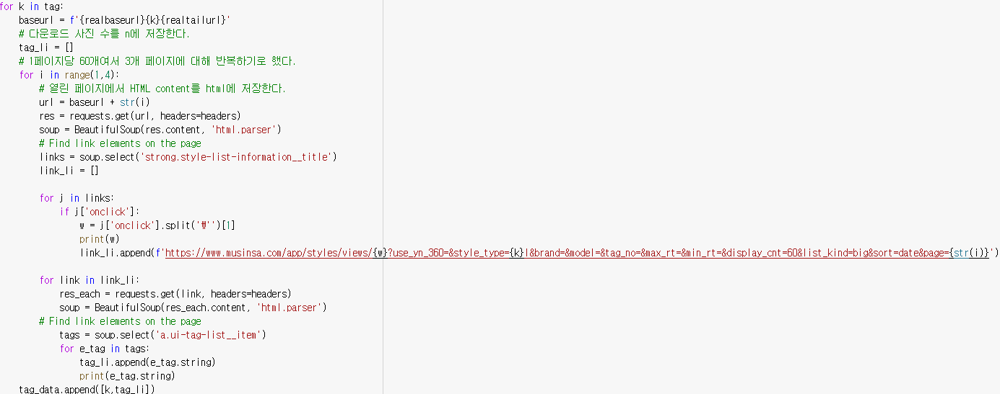 for k in tag:
    baseurl = f'{realbaseurl}{k}{realtailurl}'
    # 다운로드 사진 수를 n에 저장한다.
    tag_li = []
    # 1페이지당 60개여서 3개 페이지에 대해 반복하기로 했다.
    for i in range(1,4):
        # 열린 페이지에서 HTML content를 html에 저장한다.
        url = baseurl + str(i)
        res = requests.get(url, headers=headers)
        soup = BeautifulSoup(res.content, 'html.parser')
        # Find link elements on the page
        links = soup.select('strong.style-list-information__title')
        link_li = []

        for j in links:
            if j['onclick']:
                w = j['onclick'].split('₩'')[1]
                print(w)
                link_li.append(f'https://www.musinsa.com/app/styles/views/{w}?use_yn_360=&style_type={k}l&brand=&model=&tag_no=&max_rt=&min_rt=&display_cnt=60&list_kind=big&sort=date&page={str(i)}')

        for link in link_li:
            res_each = requests.get(link, headers=headers)
            soup = BeautifulSoup(res_each.content, 'html.parser')
        # Find link elements on the page
            tags = soup.select('a.ui-tag-list__item')
            for e_tag in tags:
                tag_li.append(e_tag.string)
                print(e_tag.string)
    tag_data.append([k,tag_li])